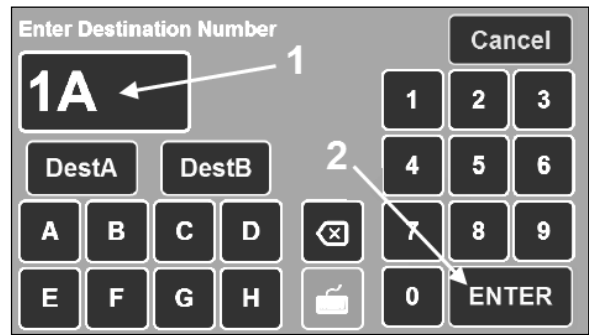 Enter Destination Number
Cancel
1
1A
1 2 3
DestA DestB
2
4 5 6
A B C D
7 8 9
E F G H
0 ENTER